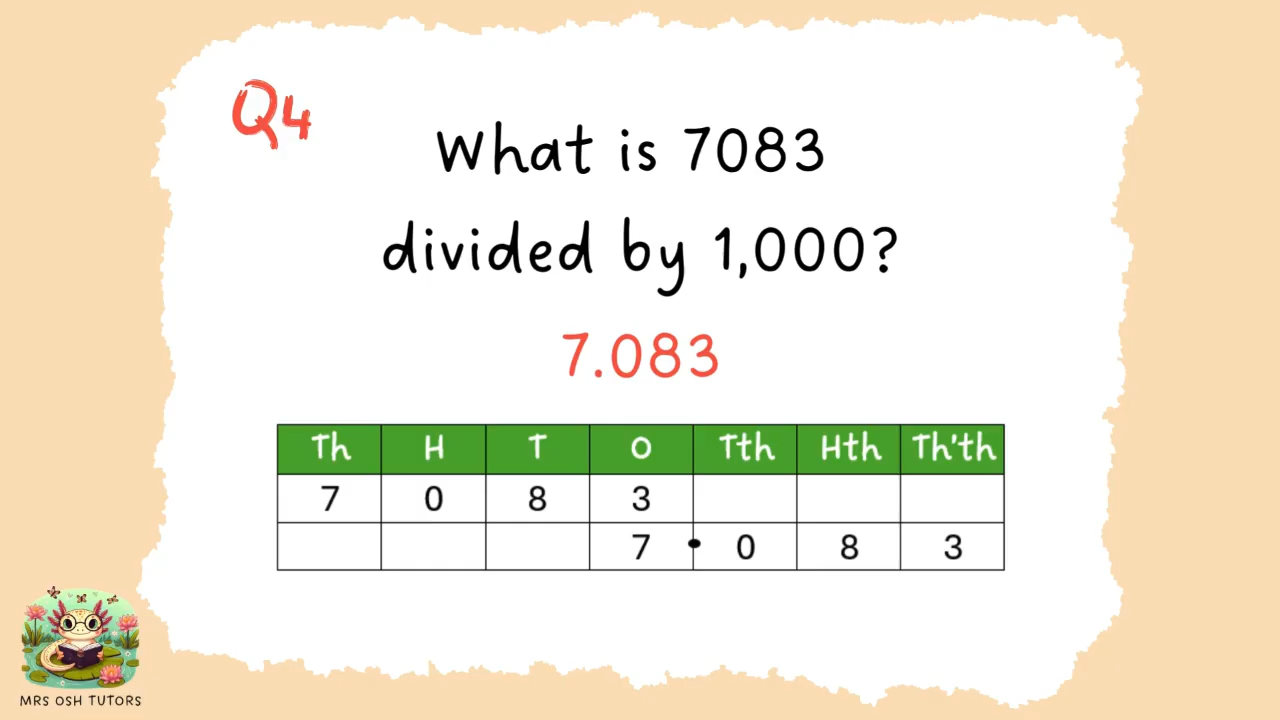 Q4
What is 7083
divided by 1,000?
7.083
Th H T O Tth Hth Th'th
7 0 8 3
7 • 0 8 3
MRS OSH TUTORS